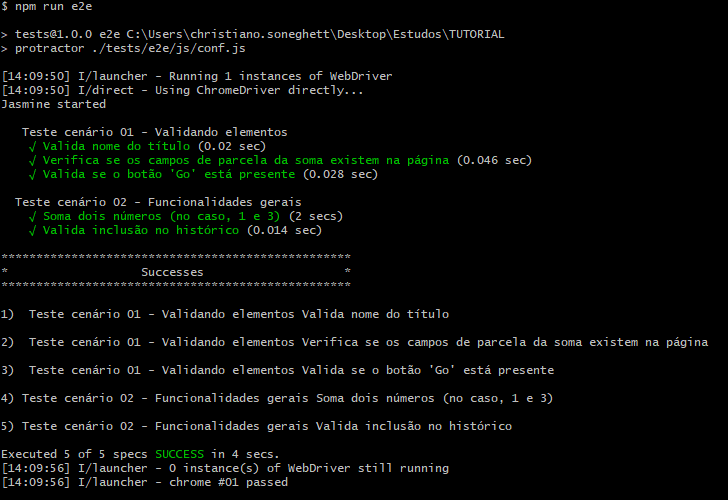 $ npm run e2e
> tests@1.0.0 e2e C:\Users\christiano.soneghett\Desktop\Estudos\TUTORIAL
> protractor ./tests/e2e/js/conf.js
[14:09:50] I/launcher - Running 1 instances of WebDriver
[14:09:50] I/direct - Using ChromeDriver directly...
Jasmine started
Teste cenário 01 - Validando elementos
√ Valida nome do título (0.02 sec)
√ Verifica se os campos de parcela da soma existem na página (0.046 sec)
√ Valida se o botão 'Go' está presente (0.028 sec)
Teste cenário 02 - Funcionalidades gerais
√ Soma dois números (no caso, 1 e 3) (2 secs)
√ Valida inclusão no histórico (0.014 sec)
**************************************************
*                   Successes                    *
**************************************************
1)  Teste cenário 01 - Validando elementos Valida nome do título
2)  Teste cenário 01 - Validando elementos Verifica se os campos de parcela da soma existem na página
3)  Teste cenário 01 - Validando elementos Valida se o botão 'Go' está presente
4) Teste cenário 02 - Funcionalidades gerais Soma dois números (no caso, 1 e 3)
5) Teste cenário 02 - Funcionalidades gerais Valida inclusão no histórico
Executed 5 of 5 specs SUCCESS in 4 secs.
[14:09:56] I/launcher - 0 instance(s) of WebDriver still running
[14:09:56] I/launcher - chrome #01 passed